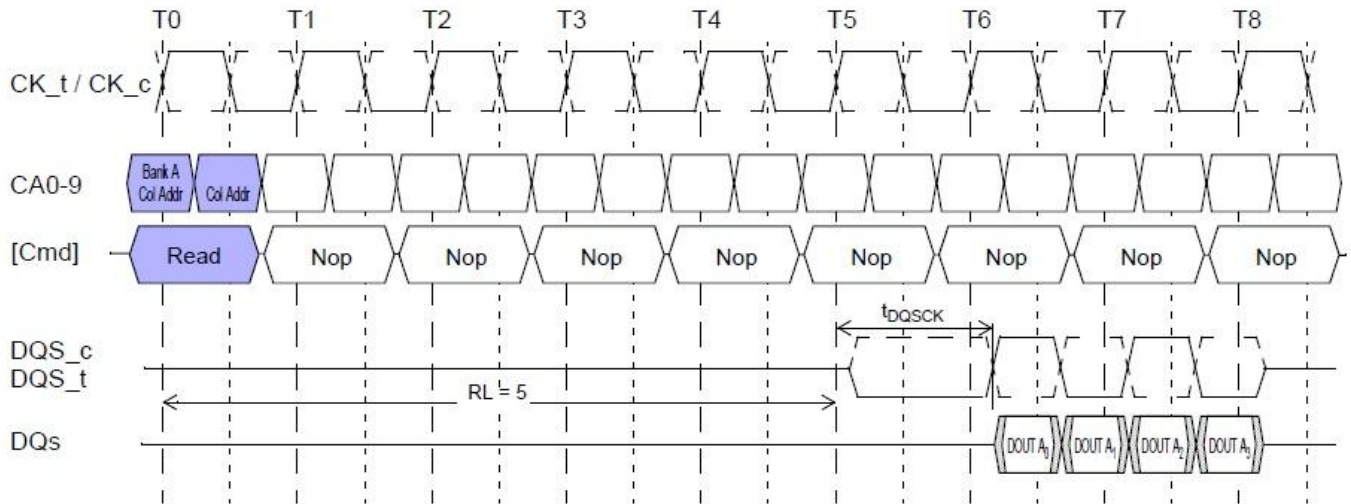 T0 T1 T2 T3 T4 T5 T6 T7 T8
CK_t / CK_c
CA0-9 Bank A Col Addr Col Addr
[Cmd] Read Nop Nop Nop Nop Nop Nop Nop Nop
tDQSCK
DQS_c
DQS_t
RL = 5
DQs DOUT A0 DOUT A1 DOUT A2 DOUT A3